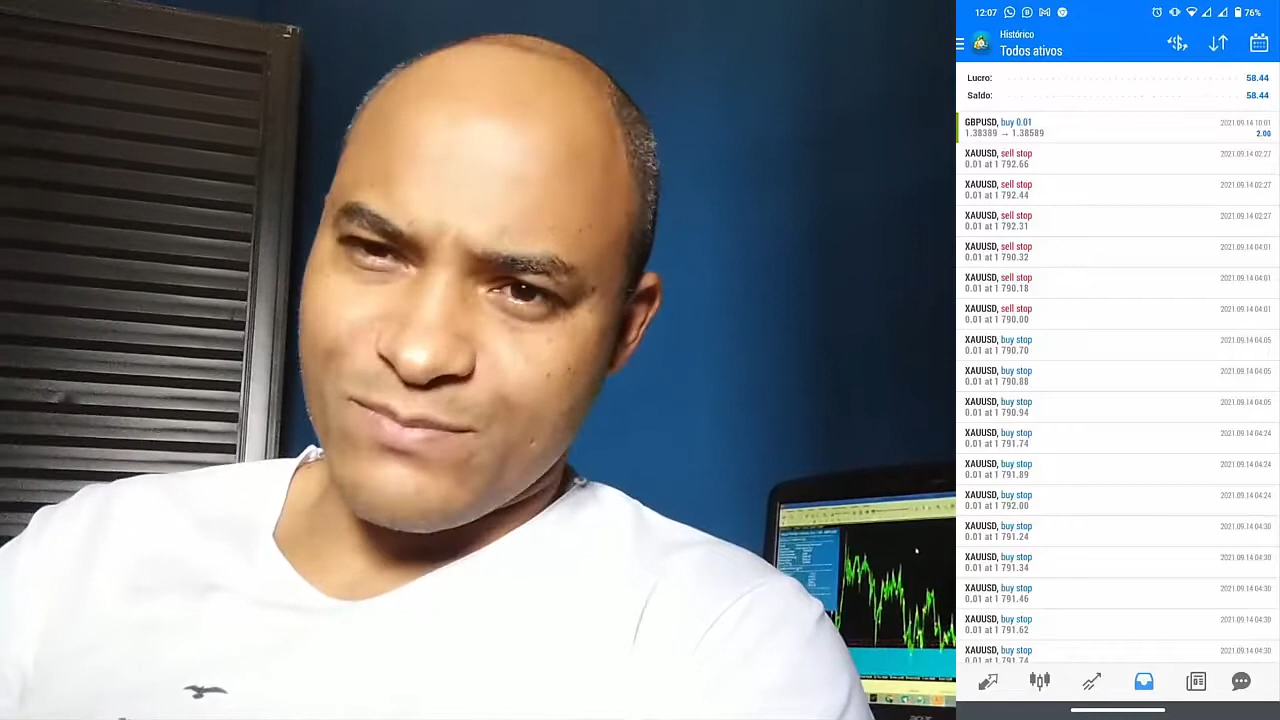 12:07
76%
Histórico
Todos ativos
Lucro: 58.44
Saldo: 58.44
GBPUSD, buy 0.01 2021.09.14 10:01
1.38389 → 1.38589 2.00
XAUUSD, sell stop 2021.09.14 02:27
0.01 at 1 792.66
XAUUSD, sell stop 2021.09.14 02:27
0.01 at 1 792.44
XAUUSD, sell stop 2021.09.14 02:27
0.01 at 1 792.31
XAUUSD, sell stop 2021.09.14 04:01
0.01 at 1 790.32
XAUUSD, sell stop 2021.09.14 04:01
0.01 at 1 790.18
XAUUSD, sell stop 2021.09.14 04:01
0.01 at 1 790.00
XAUUSD, buy stop 2021.09.14 04:05
0.01 at 1 790.70
XAUUSD, buy stop 2021.09.14 04:05
0.01 at 1 790.88
XAUUSD, buy stop 2021.09.14 04:05
0.01 at 1 790.94
XAUUSD, buy stop 2021.09.14 04:24
0.01 at 1 791.74
XAUUSD, buy stop 2021.09.14 04:24
0.01 at 1 791.89
XAUUSD, buy stop 2021.09.14 04:24
0.01 at 1 792.00
XAUUSD, buy stop 2021.09.14 04:30
0.01 at 1 791.24
XAUUSD, buy stop 2021.09.14 04:30
0.01 at 1 791.34
XAUUSD, buy stop 2021.09.14 04:30
0.01 at 1 791.46
XAUUSD, buy stop 2021.09.14 04:30
0.01 at 1 791.62
XAUUSD, buy stop 2021.09.14 04:30
0.01 at 1 791.74
acer